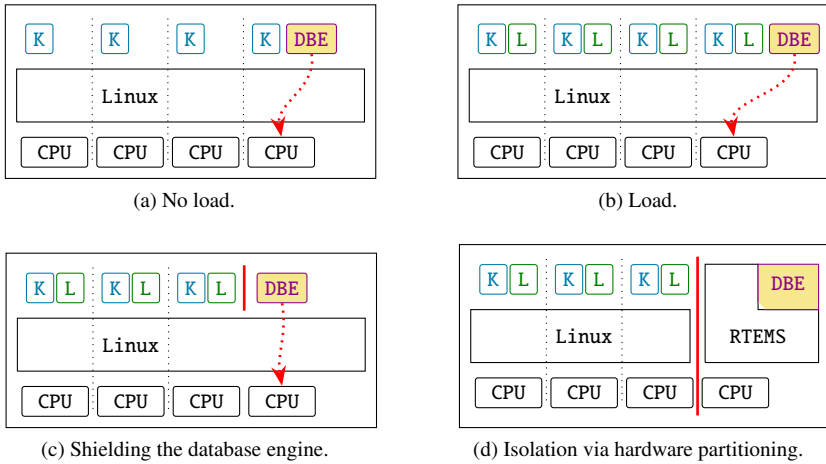 K K K K DBE
Linux
CPU CPU CPU CPU
(a) No load.
K L K L K L K L DBE
Linux
CPU CPU CPU CPU
(b) Load.
K L K L K L DBE
Linux
CPU CPU CPU CPU
(c) Shielding the database engine.
K L K L K L DBE
Linux RTEMS
CPU CPU CPU CPU
(d) Isolation via hardware partitioning.